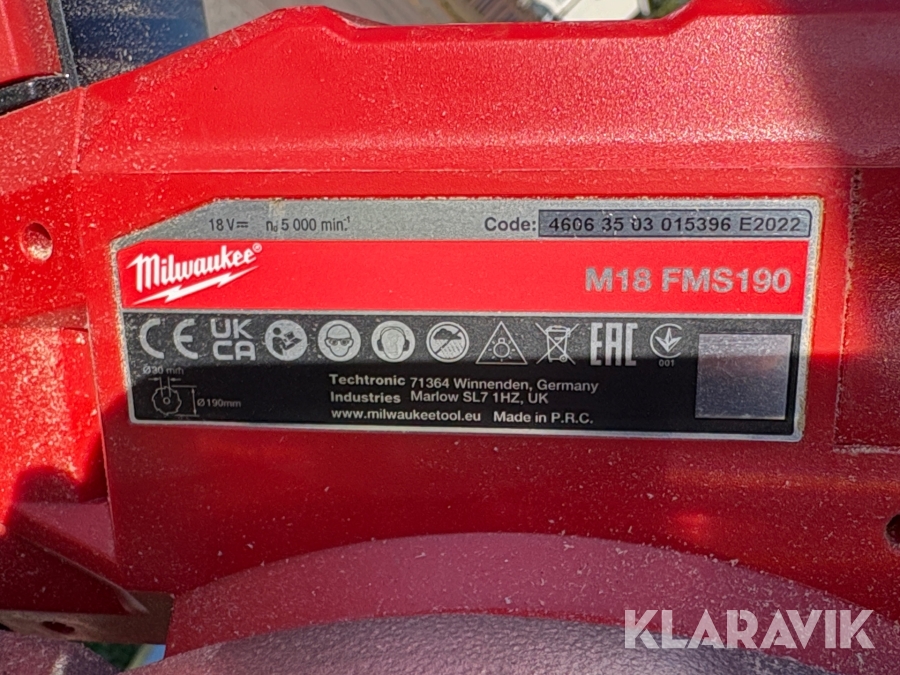 18 V⎓ n₀ 5 000 min.⁻¹ Code: 4606 35 03 015396 E2022
Milwaukee®
M18 FMS190
CE UK CA EAC 001
Ø30 mm
Ø190mm
Techtronic 71364 Winnenden, Germany
Industries Marlow SL7 1HZ, UK
www.milwaukeetool.eu Made in P.R.C.
KLARAVIK